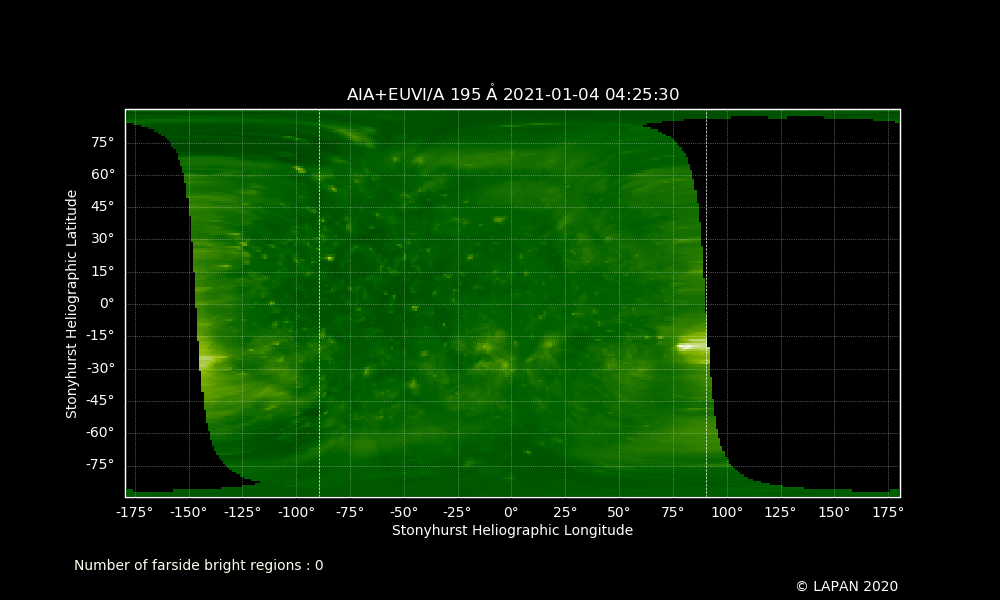 AIA+EUVI/A 195 Å 2021-01-04 04:25:30
75°
60°
45°
30°
15°
0°
-15°
-30°
-45°
-60°
-75°
Stonyhurst Heliographic Latitude
-175° -150° -125° -100° -75° -50° -25° 0° 25° 50° 75° 100° 125° 150° 175°
Stonyhurst Heliographic Longitude
Number of farside bright regions : 0
© LAPAN 2020